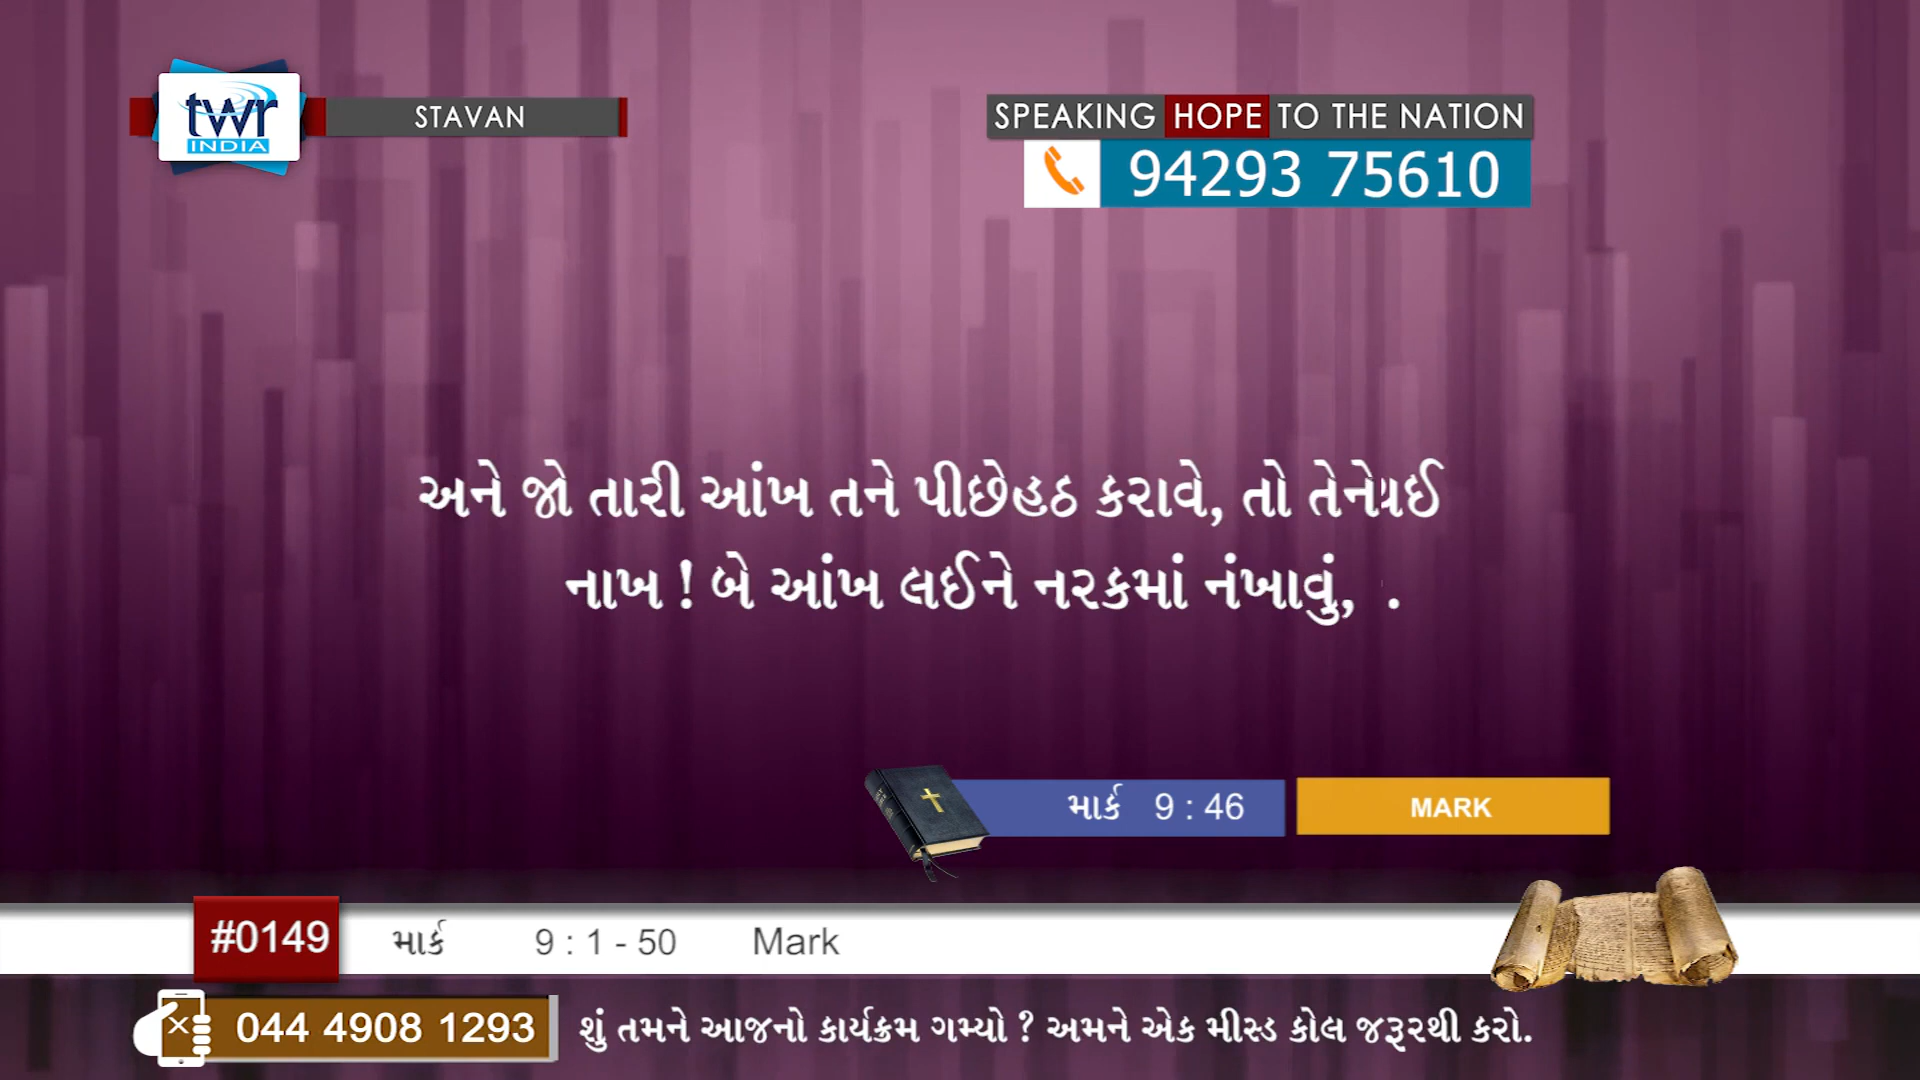 twr
INDIA
STAVAN
SPEAKING HOPE TO THE NATION
94293 75610
અને જો તારી આંખ તને પીછેહઠ કરાવે, તો તેને
નાખ ! બે આંખ લઈને નરકમાં નંખાવું, .
માર્ક 9 : 46
MARK
#0149 માર્ક 9 : 1 - 50 Mark
044 4908 1293 શું તમને આજનો કાર્યક્રમ ગમ્યો ? અમને એક મીસ્ડ કોલ જરૂરથી કરો.